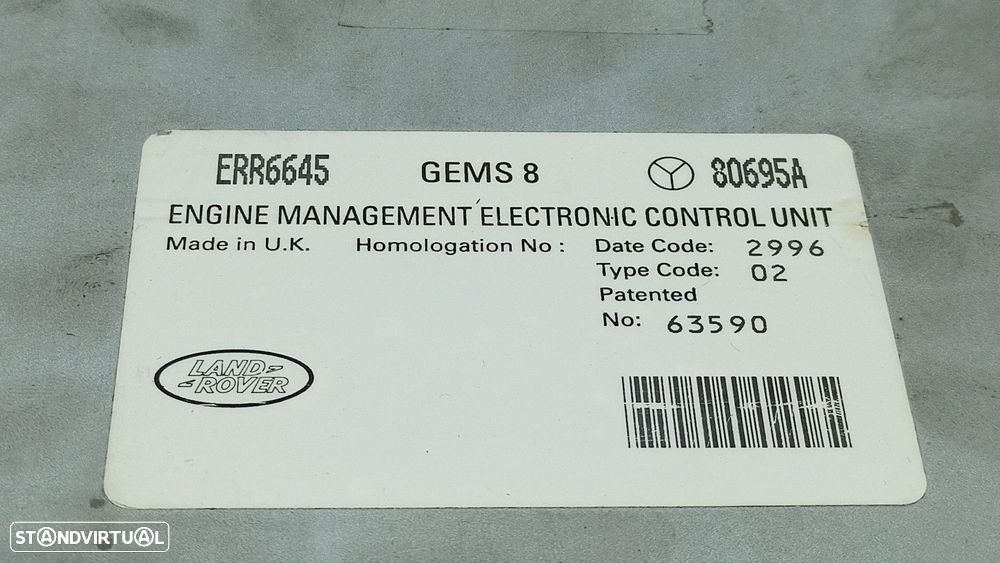 ERR6645 GEMS 8 80695A
ENGINE MANAGEMENT ELECTRONIC CONTROL UNIT
Made in U.K. Homologation No : Date Code: 2996
Type Code: 02
Patented
No: 63590
LAND
ROVER
STANDVIRTUAL